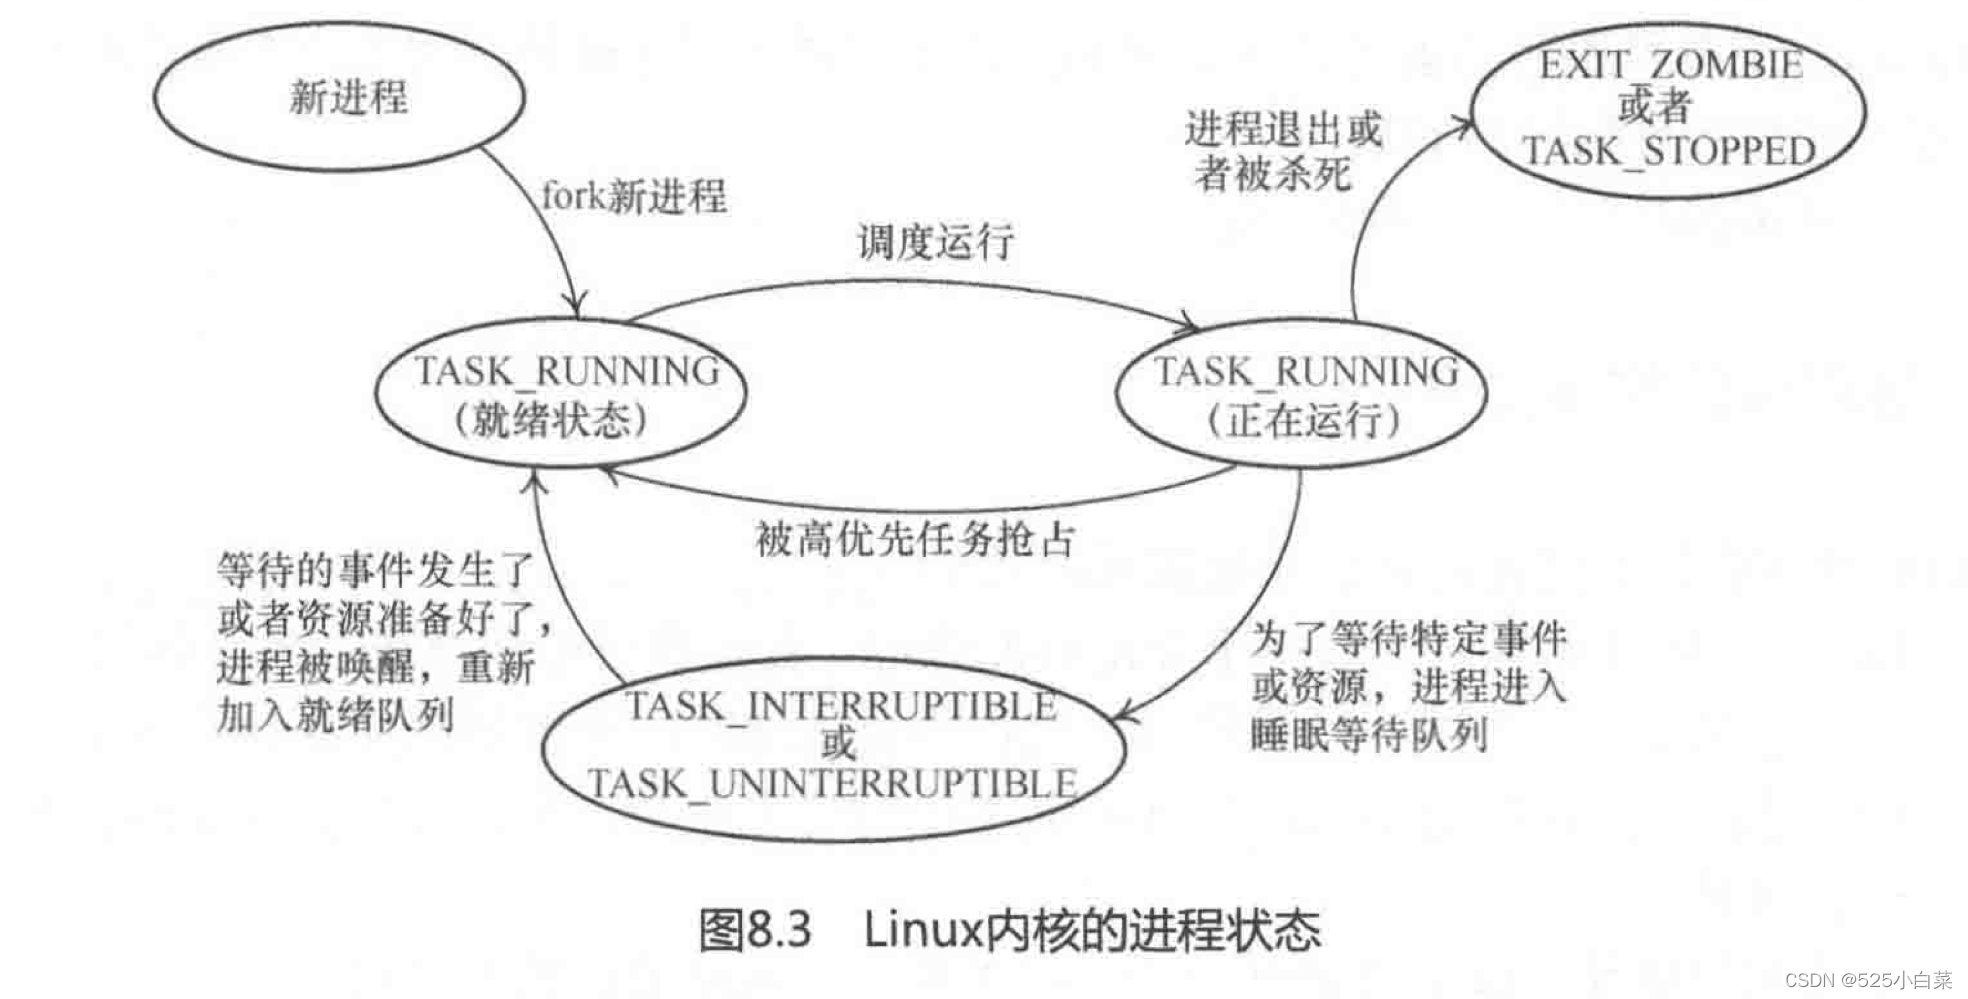 新进程
fork新进程
调度运行
进程退出或
者被杀死
EXIT_ZOMBIE
或者
TASK_STOPPED
TASK_RUNNING
(就绪状态)
TASK_RUNNING
(正在运行)
被高优先任务抢占
等待的事件发生了
或者资源准备好了，
进程被唤醒，重新
加入就绪队列
为了等待特定事件
或资源，进程进入
睡眠等待队列
TASK_INTERRUPTIBLE
或
TASK_UNINTERRUPTIBLE
图8.3 Linux内核的进程状态
CSDN @525小白菜